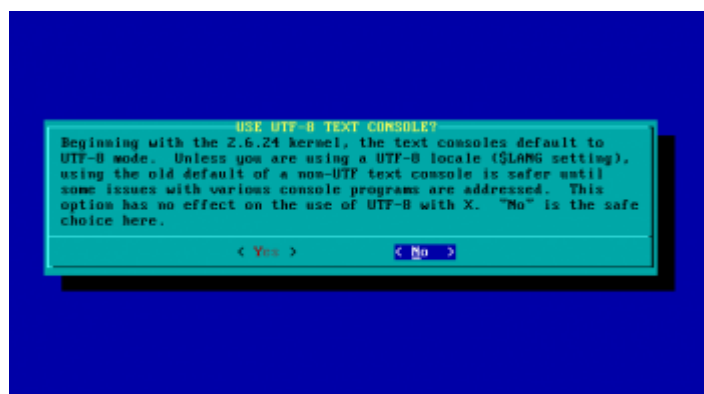 USE UTF-8 TEXT CONSOLE?
Beginning with the 2.6.24 kernel, the text consoles default to
UTF-8 mode.  Unless you are using a UTF-8 locale ($LANG setting),
using the old default of a non-UTF text console is safer until
some issues with various console programs are addressed.  This
option has no effect on the use of UTF-8 with X.  "No" is the safe
choice here.
< Yes > < No >